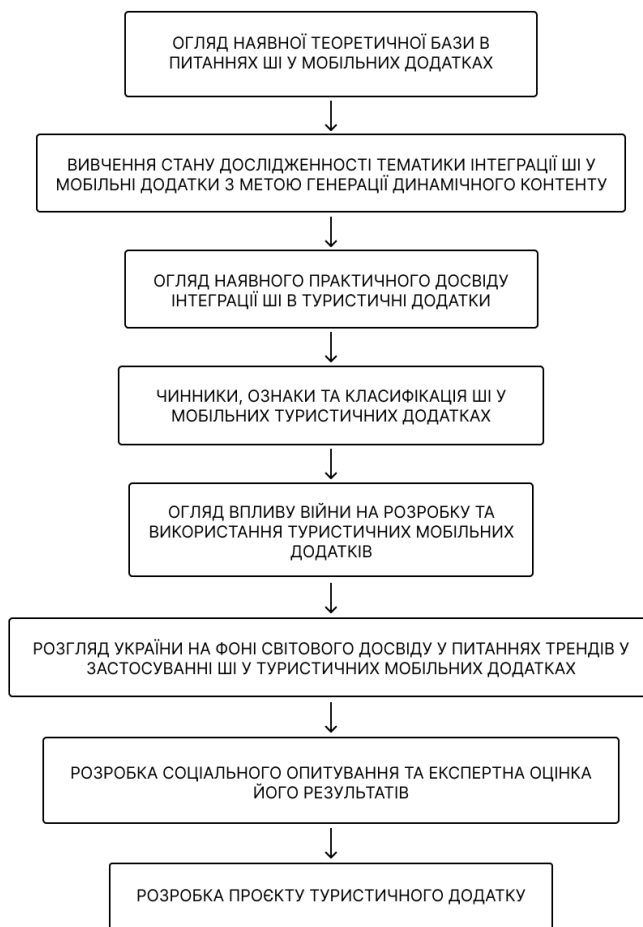 ОГЛЯД НАЯВНОЇ ТЕОРЕТИЧНОЇ БАЗИ В
ПИТАННЯХ ШІ У МОБІЛЬНИХ ДОДАТКАХ
ВИВЧЕННЯ СТАНУ ДОСЛІДЖЕННОСТІ ТЕМАТИКИ ІНТЕГРАЦІЇ ШІ У
МОБІЛЬНІ ДОДАТКИ З МЕТОЮ ГЕНЕРАЦІЇ ДИНАМІЧНОГО КОНТЕНТУ
ОГЛЯД НАЯВНОГО ПРАКТИЧНОГО ДОСВІДУ
ІНТЕГРАЦІЇ ШІ В ТУРИСТИЧНІ ДОДАТКИ
ЧИННИКИ, ОЗНАКИ ТА КЛАСИФІКАЦІЯ ШІ У
МОБІЛЬНИХ ТУРИСТИЧНИХ ДОДАТКАХ
ОГЛЯД ВПЛИВУ ВІЙНИ НА РОЗРОБКУ ТА
ВИКОРИСТАННЯ ТУРИСТИЧНИХ МОБІЛЬНИХ
ДОДАТКІВ
РОЗГЛЯД УКРАЇНИ НА ФОНІ СВІТОВОГО ДОСВІДУ У ПИТАННЯХ ТРЕНДІВ У
ЗАСТОСУВАННІ ШІ У ТУРИСТИЧНИХ МОБІЛЬНИХ ДОДАТКАХ
РОЗРОБКА СОЦІАЛЬНОГО ОПИТУВАННЯ ТА ЕКСПЕРТНА ОЦІНКА
ЙОГО РЕЗУЛЬТАТІВ
РОЗРОБКА ПРОЄКТУ ТУРИСТИЧНОГО ДОДАТКУ